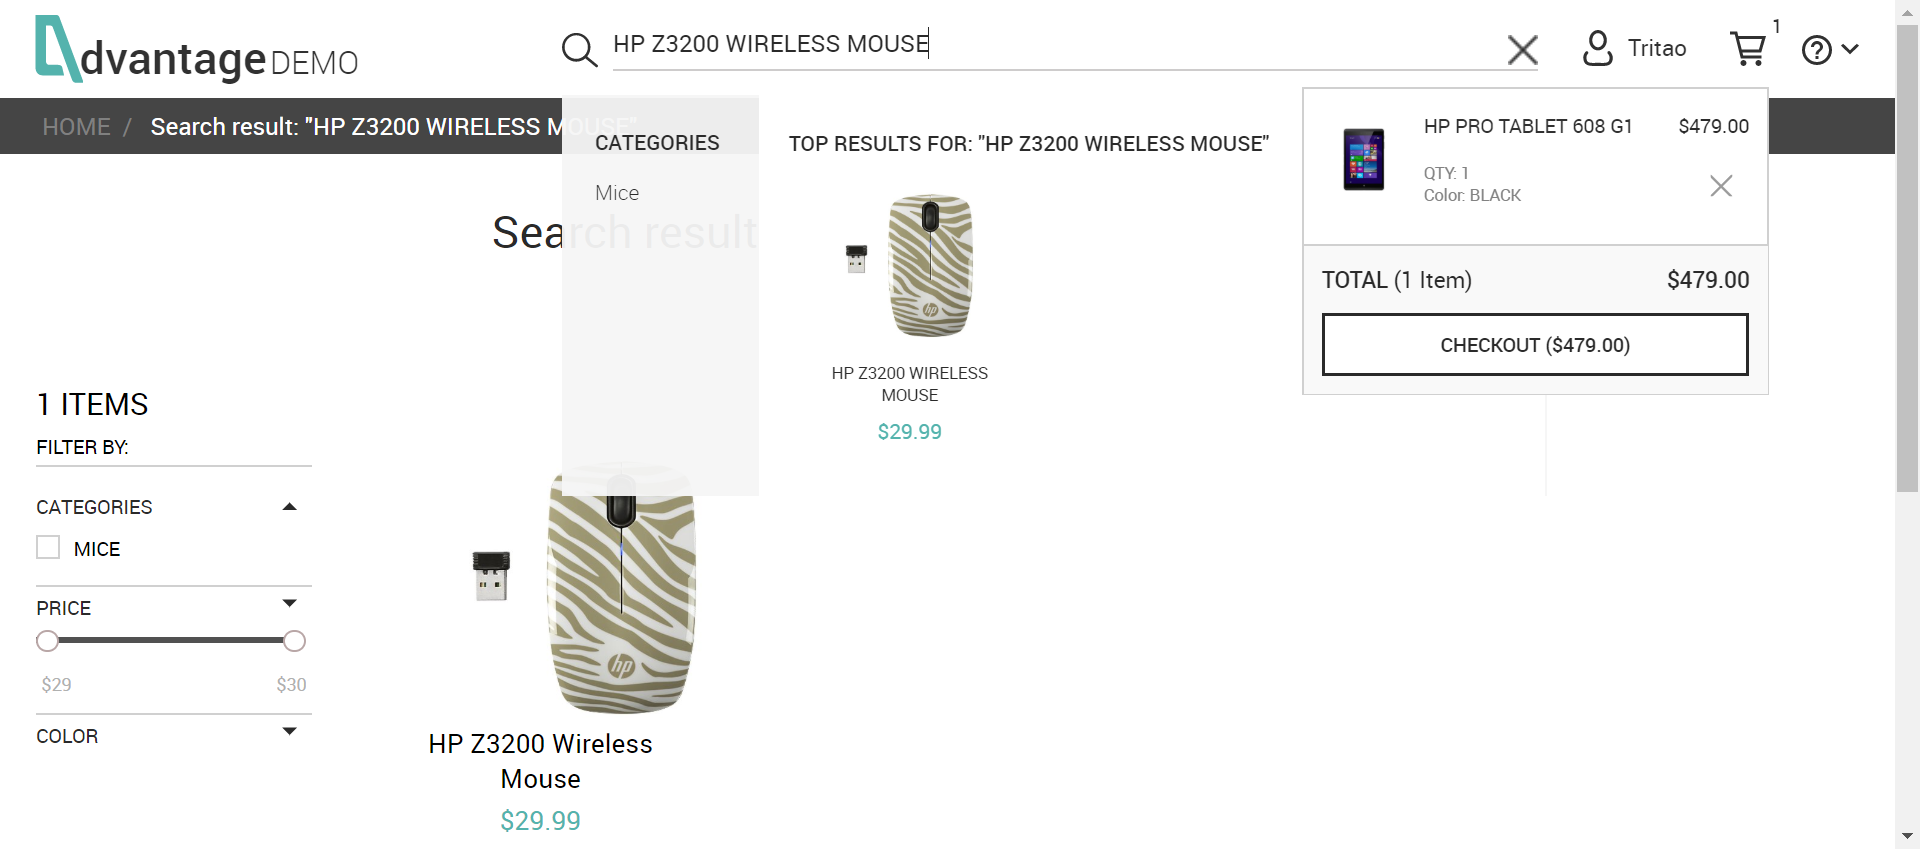 dvantage DEMO
HP Z3200 WIRELESS MOUSE
Tritao
1
HOME / Search result: "HP Z3200 WIRELESS MOUSE"
CATEGORIES
Mice
TOP RESULTS FOR: "HP Z3200 WIRELESS MOUSE"
HP Z3200 WIRELESS
MOUSE
$29.99
HP PRO TABLET 608 G1 $479.00
QTY: 1
Color: BLACK
TOTAL (1 Item) $479.00
CHECKOUT ($479.00)
Search result
1 ITEMS
FILTER BY:
CATEGORIES
MICE
PRICE
$29 $30
COLOR
hp
HP Z3200 Wireless
Mouse
$29.99